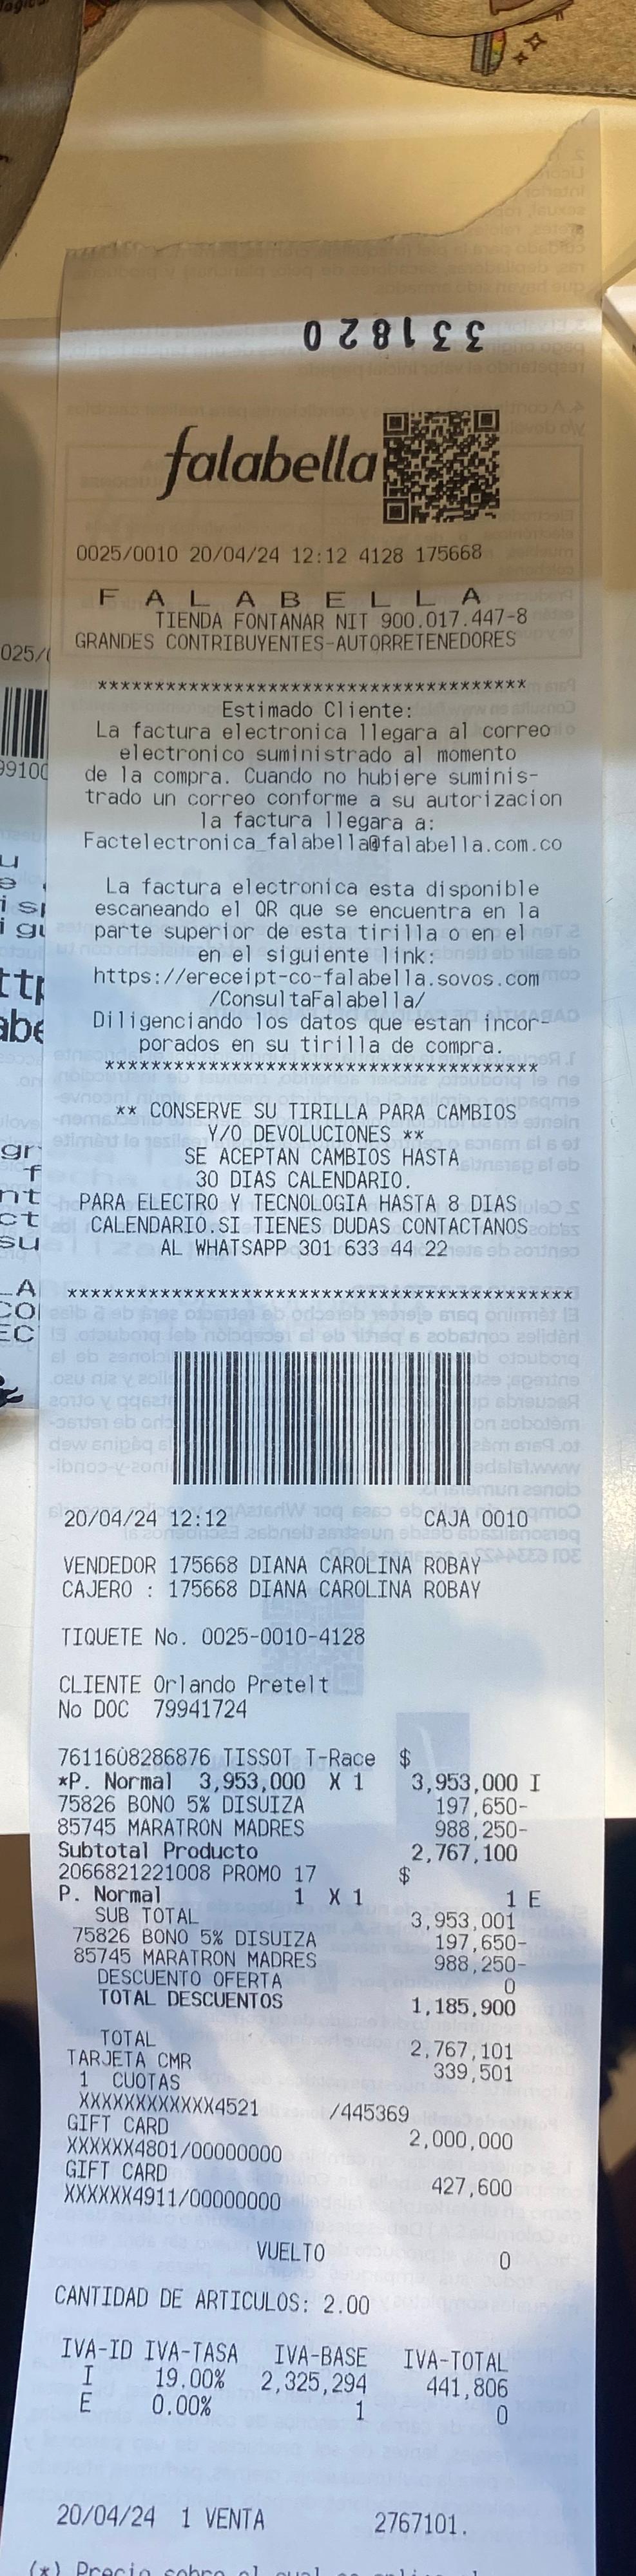 331820
falabella
0025/0010 20/04/24 12:12 4128 175668
F A L A B E L L A
TIENDA FONTANAR NIT 900.017.447-8
GRANDES CONTRIBUYENTES-AUTORRETENEDORES
**************************************
Estimado Cliente:
La factura electronica llegara al correo
electronico suministrado al momento
de la compra. Cuando no hubiere suminis-
trado un correo conforme a su autorizacion
la factura llegara a:
Factelectronica_falabella@falabella.com.co
La factura electronica esta disponible
escaneando el QR que se encuentra en la
parte superior de esta tirilla o en el
en el siguiente link:
https://ereceipt-co-falabella.sovos.com
/ConsultaFalabella/
Diligenciando los datos que estan incor-
porados en su tirilla de compra.
**************************************
** CONSERVE SU TIRILLA PARA CAMBIOS
Y/O DEVOLUCIONES **
SE ACEPTAN CAMBIOS HASTA
30 DIAS CALENDARIO.
PARA ELECTRO Y TECNOLOGIA HASTA 8 DIAS
CALENDARIO.SI TIENES DUDAS CONTACTANOS
AL WHATSAPP 301 633 44 22
*********************************************
20/04/24 12:12 CAJA 0010
VENDEDOR 175668 DIANA CAROLINA ROBAY
CAJERO : 175668 DIANA CAROLINA ROBAY
TIQUETE No. 0025-0010-4128
CLIENTE Orlando Pretelt
No DOC 79941724
7611608286876 TISSOT T-Race $
*P. Normal 3,953,000 X 1 3,953,000 I
75826 BONO 5% DISUIZA 197,650-
85745 MARATRON MADRES 988,250-
Subtotal Producto 2,767,100
2066821221008 PROMO 17 $
P. Normal 1 X 1 1 E
SUB TOTAL 3,953,001
75826 BONO 5% DISUIZA 197,650-
85745 MARATRON MADRES 988,250-
DESCUENTO OFERTA 0
TOTAL DESCUENTOS 1,185,900
TOTAL 2,767,101
TARJETA CMR 339,501
1 CUOTAS
XXXXXXXXXXXX4521 /445369
GIFT CARD 2,000,000
XXXXXX4801/00000000
GIFT CARD 427,600
XXXXXX4911/00000000
VUELTO 0
CANTIDAD DE ARTICULOS: 2.00
IVA-ID IVA-TASA IVA-BASE IVA-TOTAL
I 19.00% 2,325,294 441,806
E 0.00% 1 0
20/04/24 1 VENTA 2767101.
(*) Precio sobre el cual se